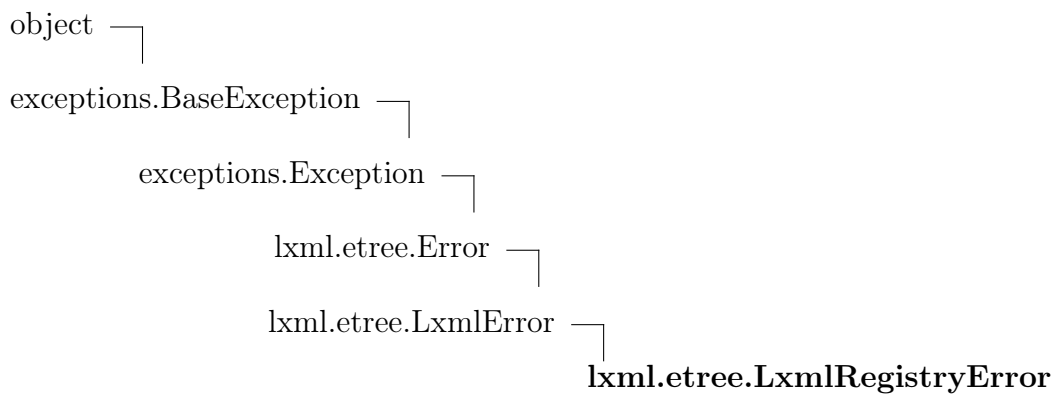 object
exceptions.BaseException
exceptions.Exception
lxml.etree.Error
lxml.etree.LxmlError
lxml.etree.LxmlRegistryError